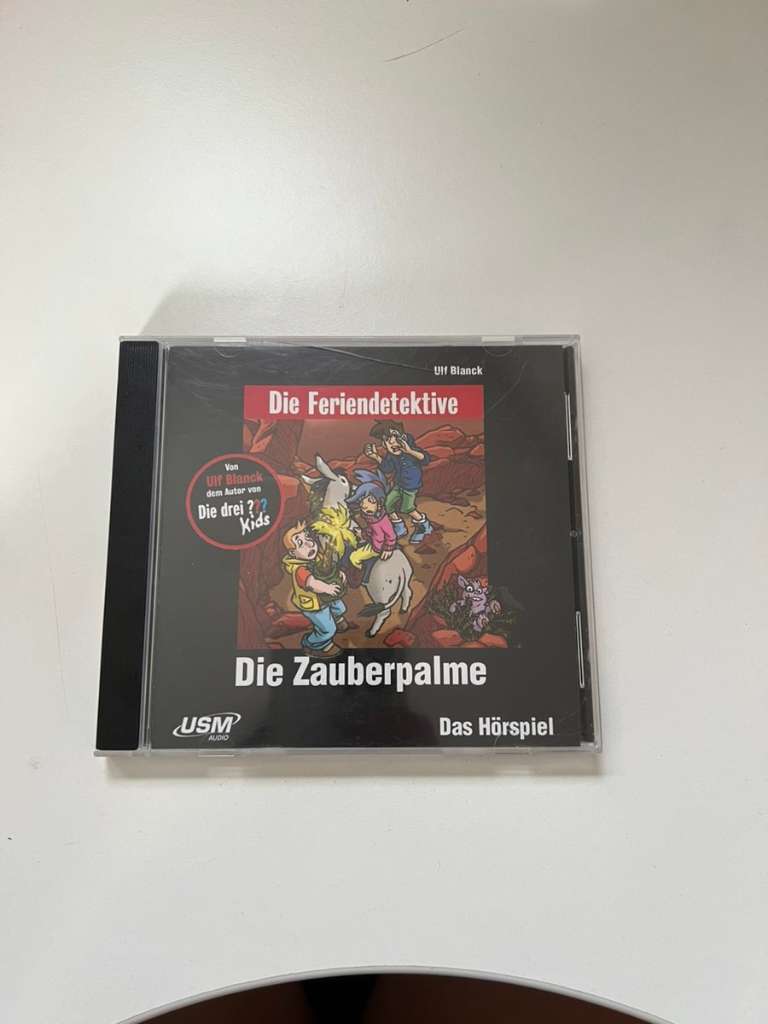 Ulf Blanck
Die Feriendetektive
Von
Ulf Blanck
dem Autor von
Die drei ???
Kids
Die Zauberpalme
USM
AUDIO
Das Hörspiel